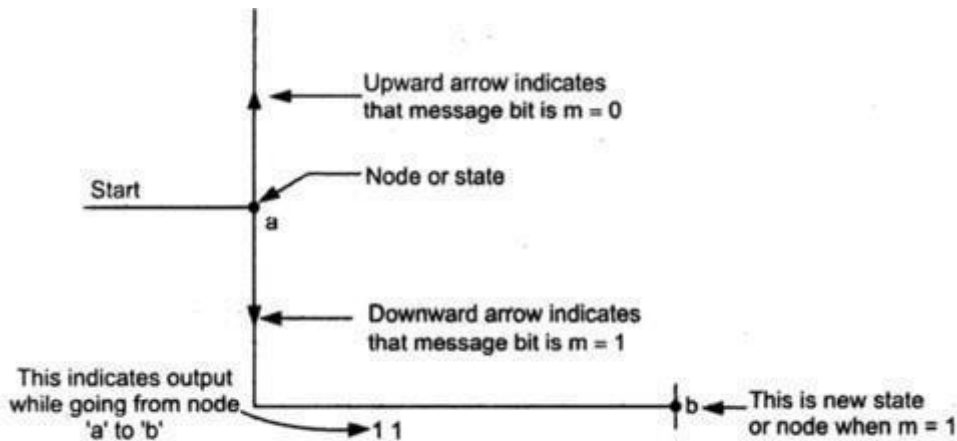 Upward arrow indicates
that message bit is m = 0
Start
Node or state
a
Downward arrow indicates
that message bit is m = 1
This indicates output
while going from node
'a' to 'b'
1 1
b
This is new state
or node when m = 1